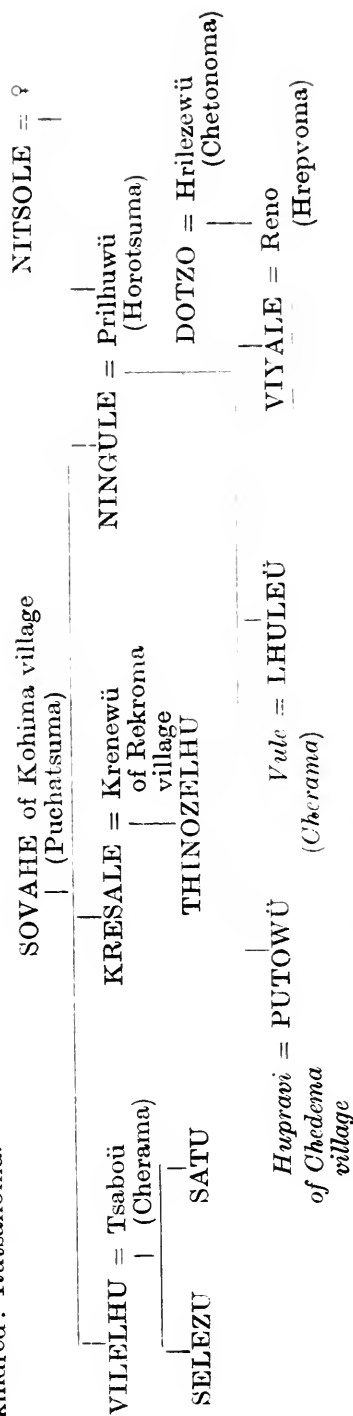 kindred:
SOVAHE of Kohima village
(Puchatsuma)
NITSOLE = ♀
VILELHU = Tsaboü
(Cherama)
KRESALE = Krenewü
of Rekroma
village
NINGULE = Prilhuwü
(Horotsuma)
SELEZU SATU
THINOZELHU
DOTZO = Hrilezewü
(Chetonoma)
Hupravi = PUTOWÜ
of Chedema
village
Vule = LHULEÜ
(Cherama)
VIYALE = Reno
(Hrepvoma)